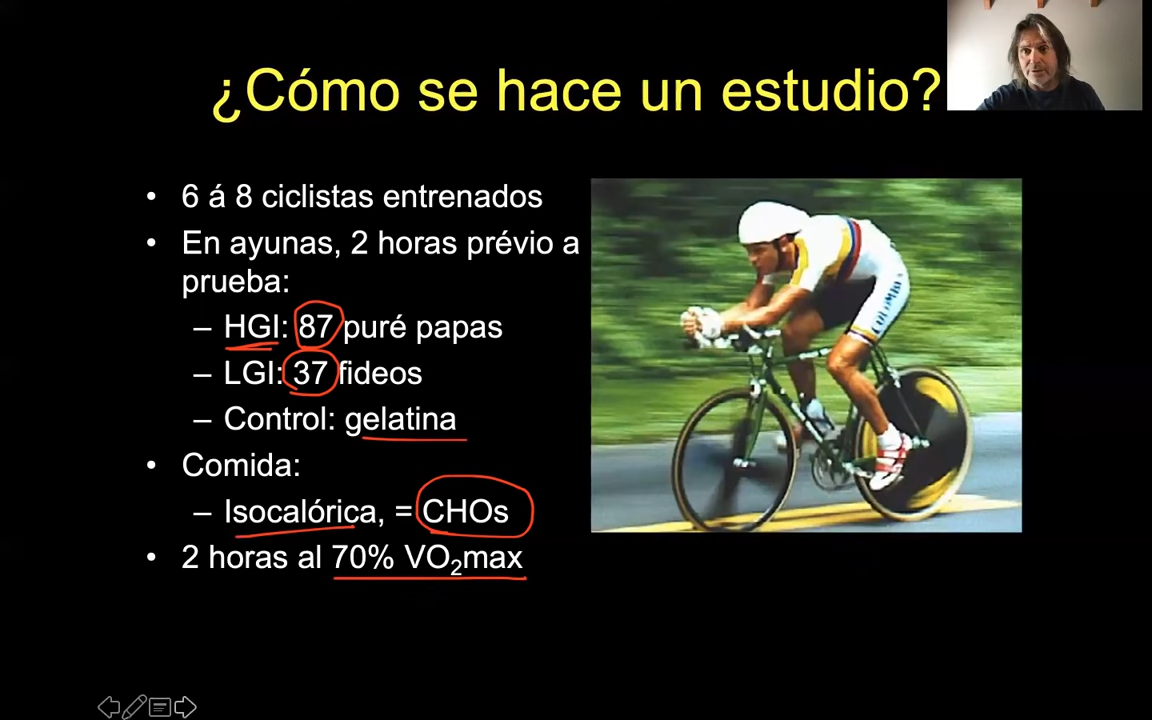 ¿Cómo se hace un estudio?
• 6 á 8 ciclistas entrenados
• En ayunas, 2 horas prévio a
prueba:
– HGI: 87 puré papas
– LGI: 37 fideos
– Control: gelatina
• Comida:
– Isocalórica, = CHOs
• 2 horas al 70% VO₂max
COLOMBIA